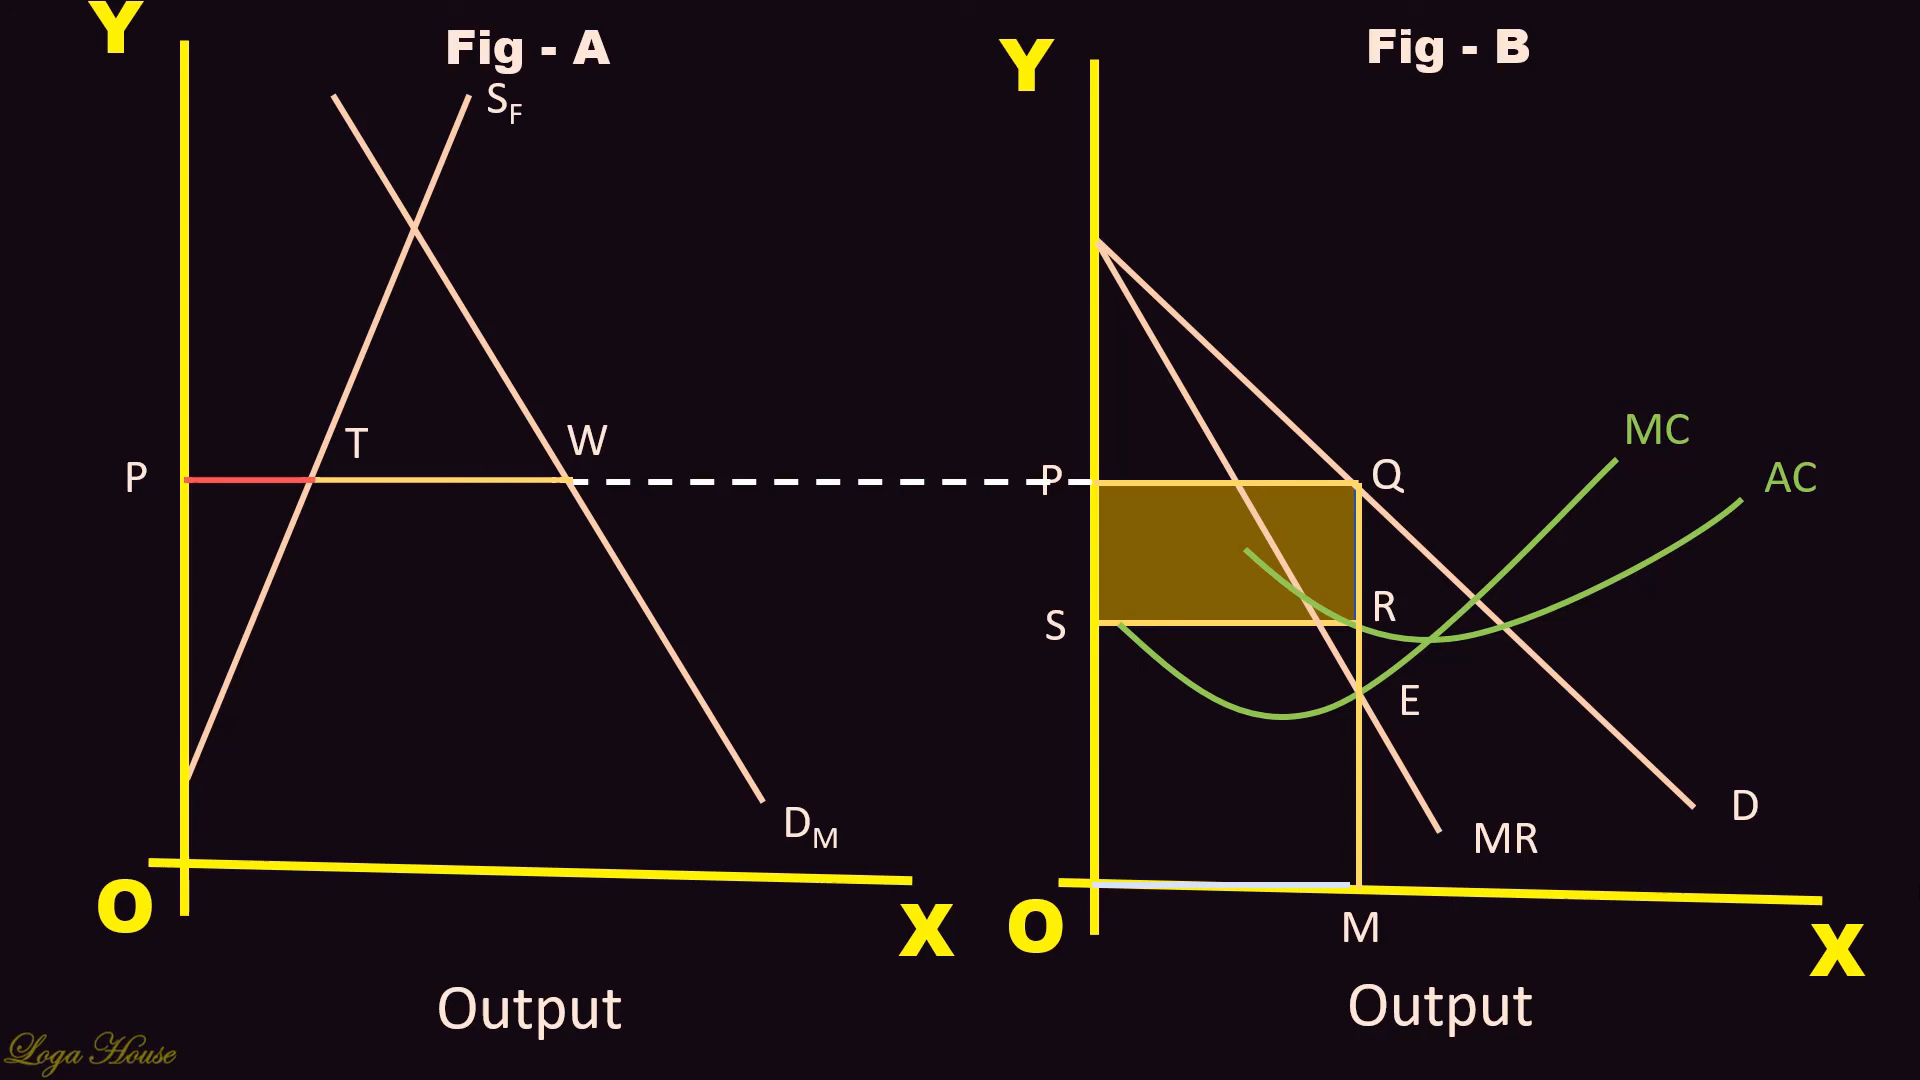 Fig - A
Y
S_F
T
W
P
D_M
O
X
Output
Fig - B
Y
P
Q
MC
AC
S
R
E
D
MR
O
M
X
Output
Loga House